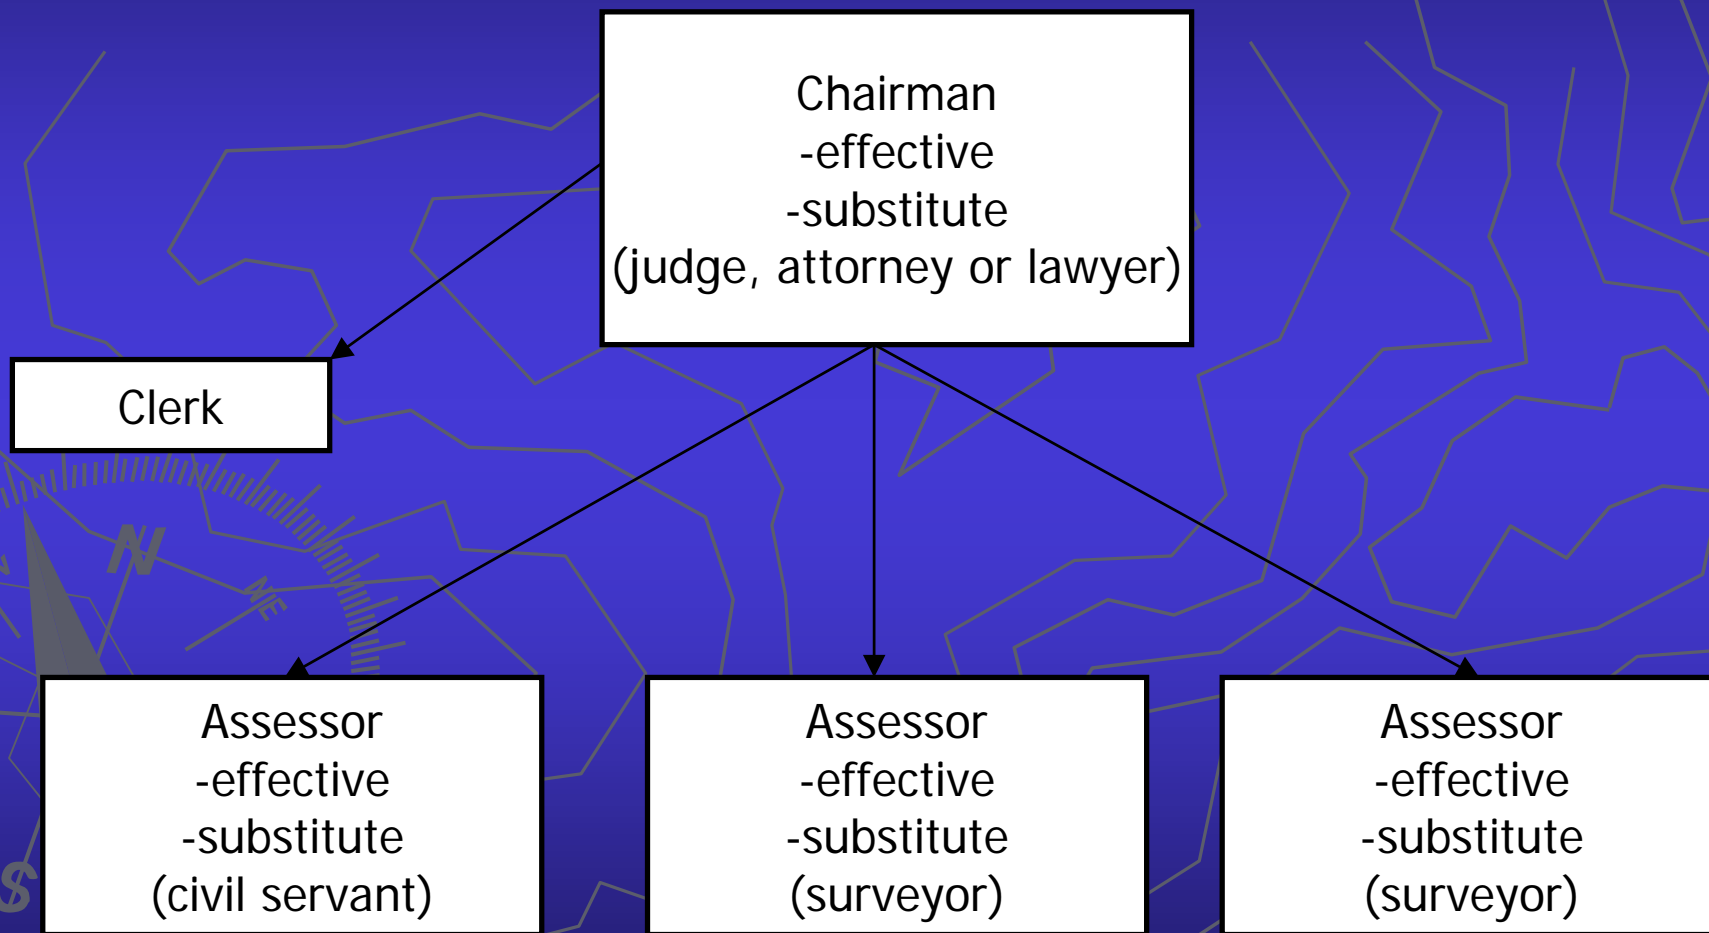 Chairman
-effective
-substitute
(judge, attorney or lawyer)
Clerk
N
NE
S
Assessor
-effective
-substitute
(civil servant)
Assessor
-effective
-substitute
(surveyor)
Assessor
-effective
-substitute
(surveyor)